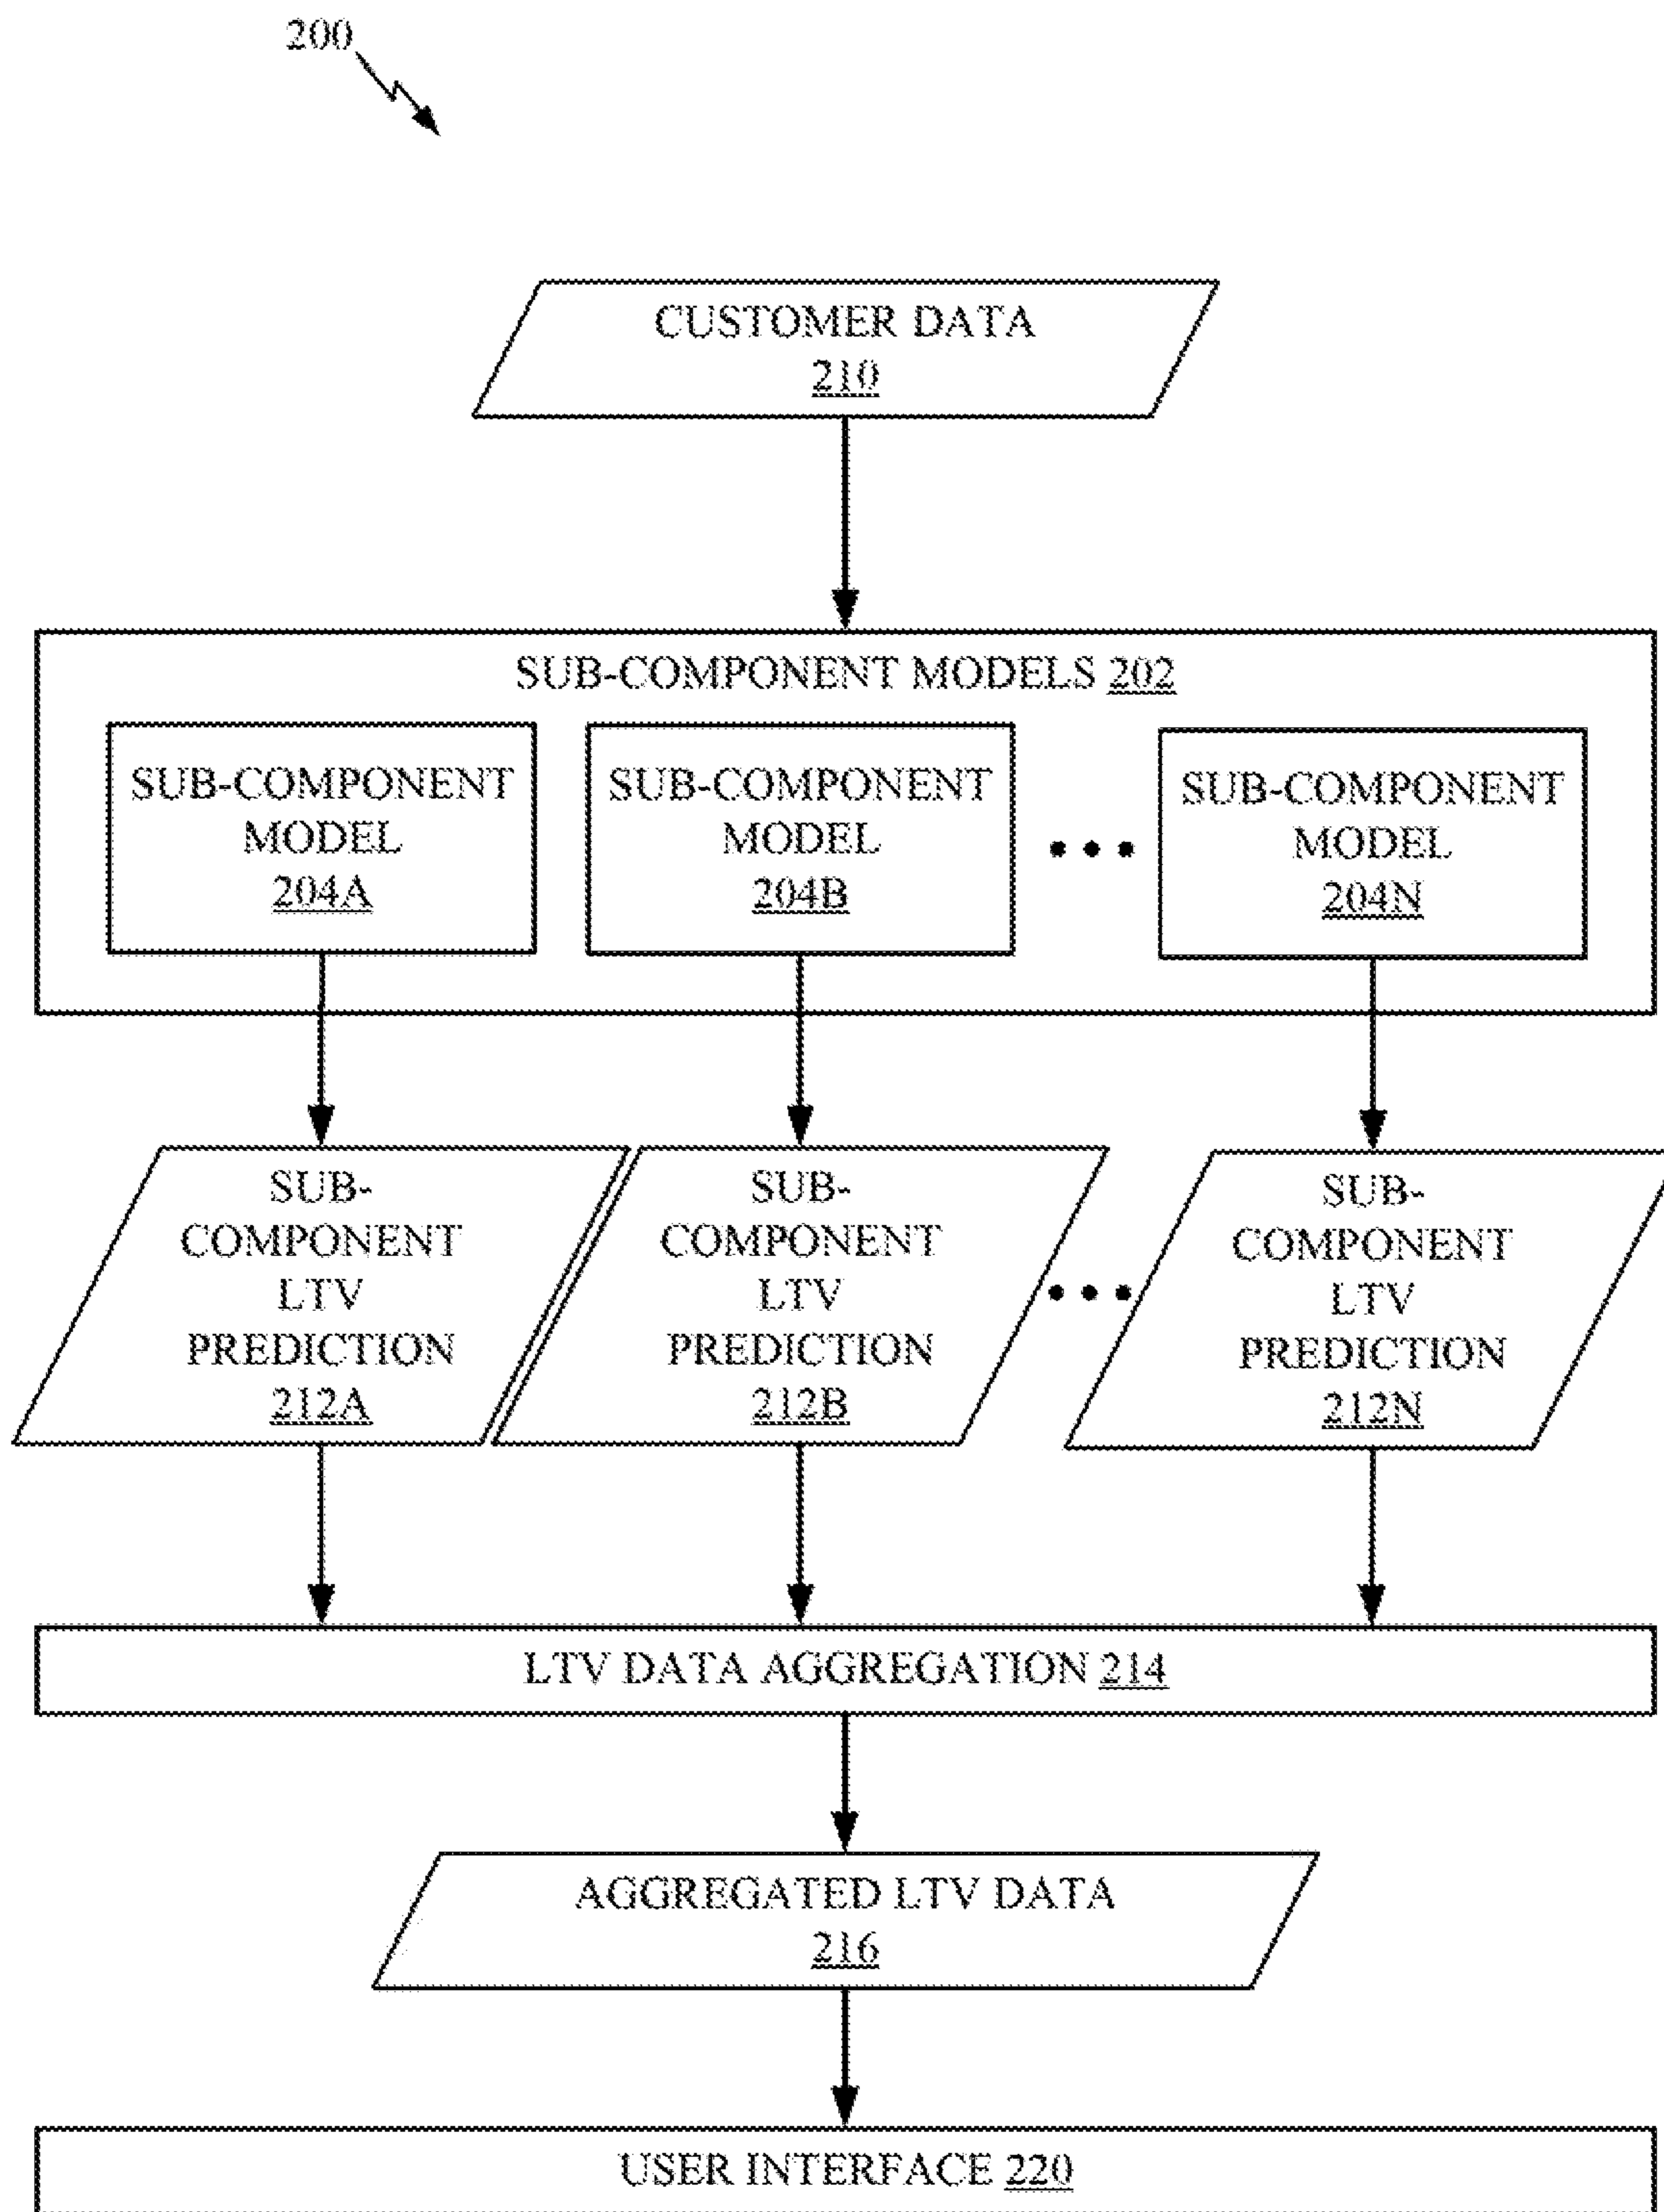 200
CUSTOMER DATA
210
SUB-COMPONENT MODELS 202
SUB-COMPONENT
MODEL
204A
SUB-COMPONENT
MODEL
204B
SUB-COMPONENT
MODEL
204N
SUB-
COMPONENT
LTV
PREDICTION
212A
SUB-
COMPONENT
LTV
PREDICTION
212B
SUB-
COMPONENT
LTV
PREDICTION
212N
LTV DATA AGGREGATION 214
AGGREGATED LTV DATA
216
USER INTERFACE 220